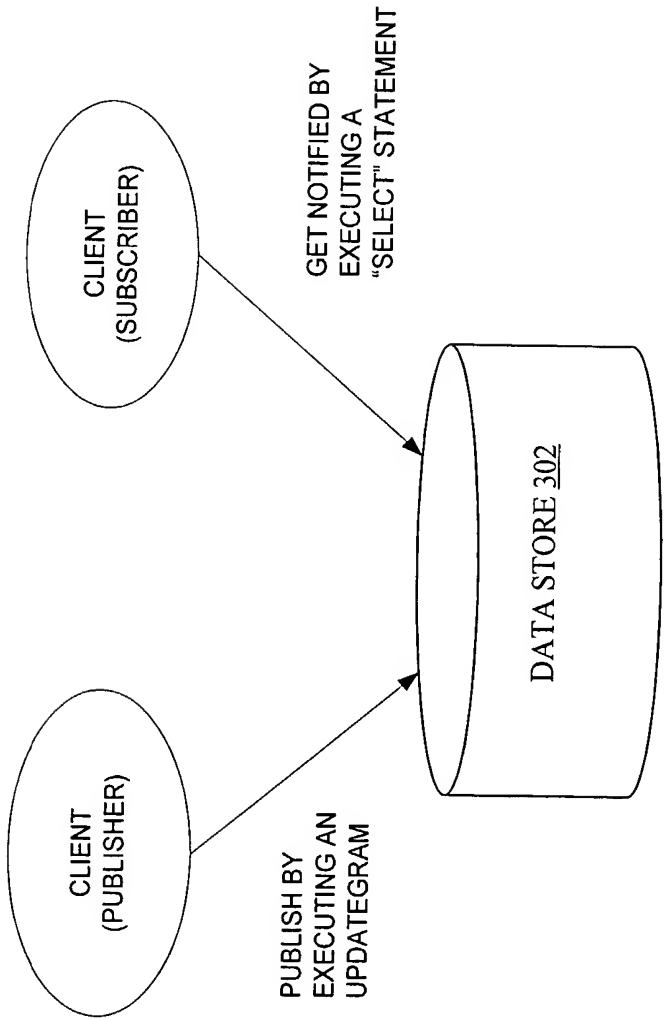 CLIENT
(PUBLISHER)
CLIENT
(SUBSCRIBER)
PUBLISH BY
EXECUTING AN
UPDATEGRAM
GET NOTIFIED BY
EXECUTING A
“SELECT” STATEMENT
DATA STORE 302